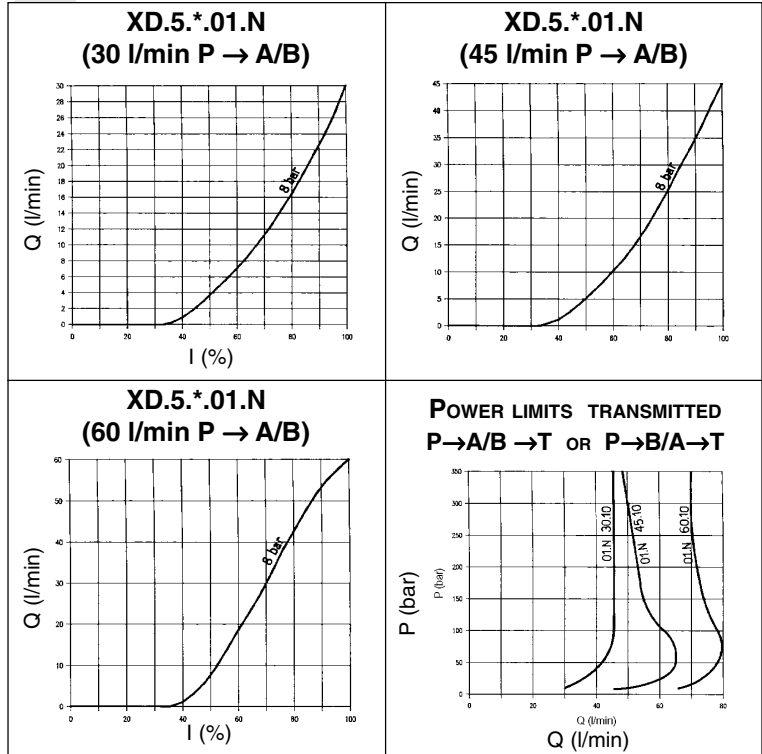 XD.5.*.01.N
(30 l/min P → A/B)
30
28
26
24
22
20
18
16
14
12
10
8
6
4
2
0
Q (l/min)
8 bar
0 20 40 60 80 100
I (%)
XD.5.*.01.N
(45 l/min P → A/B)
45
40
35
30
25
20
15
10
5
0
Q (l/min)
8 bar
0 20 40 60 80 100
XD.5.*.01.N
(60 l/min P → A/B)
60
50
40
30
20
10
0
Q (l/min)
8 bar
0 20 40 60 80 100
I (%)
POWER LIMITS TRANSMITTED
P→A/B →T OR P→B/A→T
350
300
250
200
150
100
50
0
P (bar)
P (bar)
01.N 30.10
01.N 45.10
01.N 60.10
0 20 40 60 80
Q (l/min)
Q (l/min)